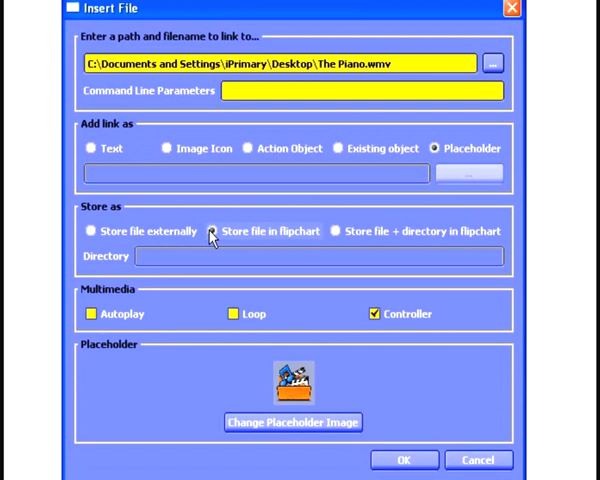 Insert File
Enter a path and filename to link to...
C:\Documents and Settings\iPrimary\Desktop\The Piano.wmv ...
Command Line Parameters
Add link as
Text Image Icon Action Object Existing object Placeholder
...
Store as
Store file externally Store file in flipchart Store file + directory in flipchart
Directory
Multimedia
Autoplay Loop Controller
Placeholder
Change Placeholder Image
OK Cancel